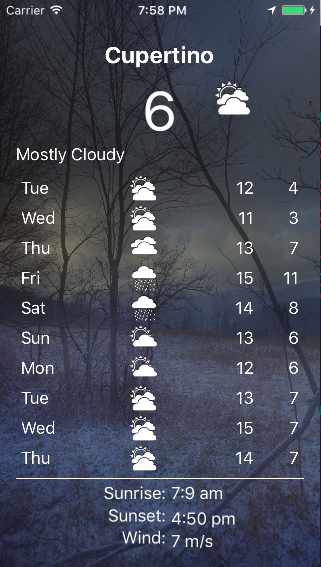 Carrier 7:58 PM
Cupertino
6
Mostly Cloudy
Tue 12 4
Wed 11 3
Thu 13 7
Fri 15 11
Sat 14 8
Sun 13 6
Mon 12 6
Tue 13 7
Wed 15 7
Thu 14 7
Sunrise: 7:9 am
Sunset: 4:50 pm
Wind: 7 m/s